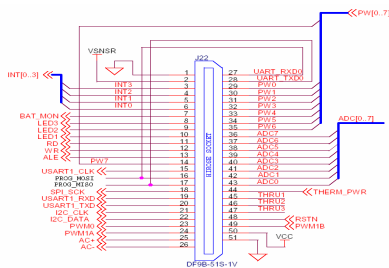 PW[0..7]
J22
VSNSR
INT[0..3]
1 27 UART_RXD0
2 28 UART_TXD0
INT3 3 29 PW0
INT2 4 30 PW1
INT1 5 31 PW2
INT0 6 32 PW3
BAT_MON 7 33 PW4
LED3 8 34 PW5
LED2 9 35 PW6
LED1 10 36 ADC7
RD 11 37 ADC6
WR 12 38 ADC5
ALE 13 39 ADC4
PW7 14 40 ADC3
USART1_CLK 15 41 ADC2
PROG_MOSI 16 42 ADC1
PROG_MISO 17 43 ADC0
SPI_SCK 18 44 THERM_PWR
USART1_RXD 19 45 THRU1
USART1_TXD 20 46 THRU2
I2C_CLK 21 47 THRU3
I2C_DATA 22 48 RSTN
PWM0 23 49 PWM1B
PWM1A 24 50 VCC
AC+ 25 51
AC- 26
ADC[0..7]
HIROSE SOCKET
DF9B-51S-1V